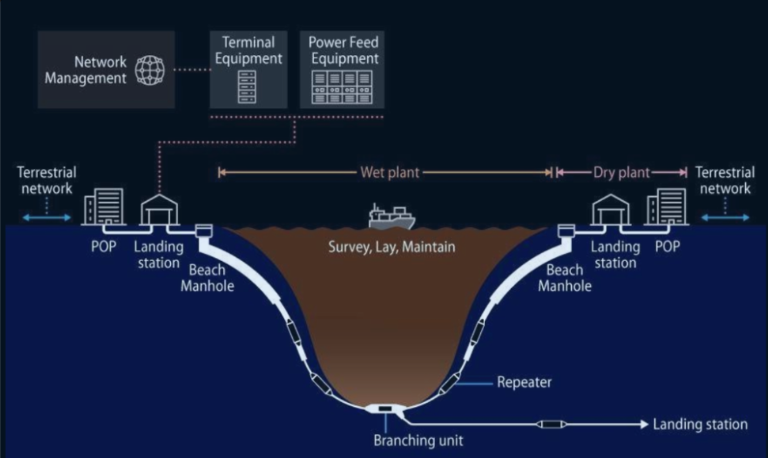 Network
Management
Terminal
Equipment
Power Feed
Equipment
Terrestrial
network
Wet plant
Dry plant
Terrestrial
network
POP
Landing
station
Beach
Manhole
Survey, Lay, Maintain
Beach
Manhole
Landing
station
POP
Repeater
Branching unit
Landing station